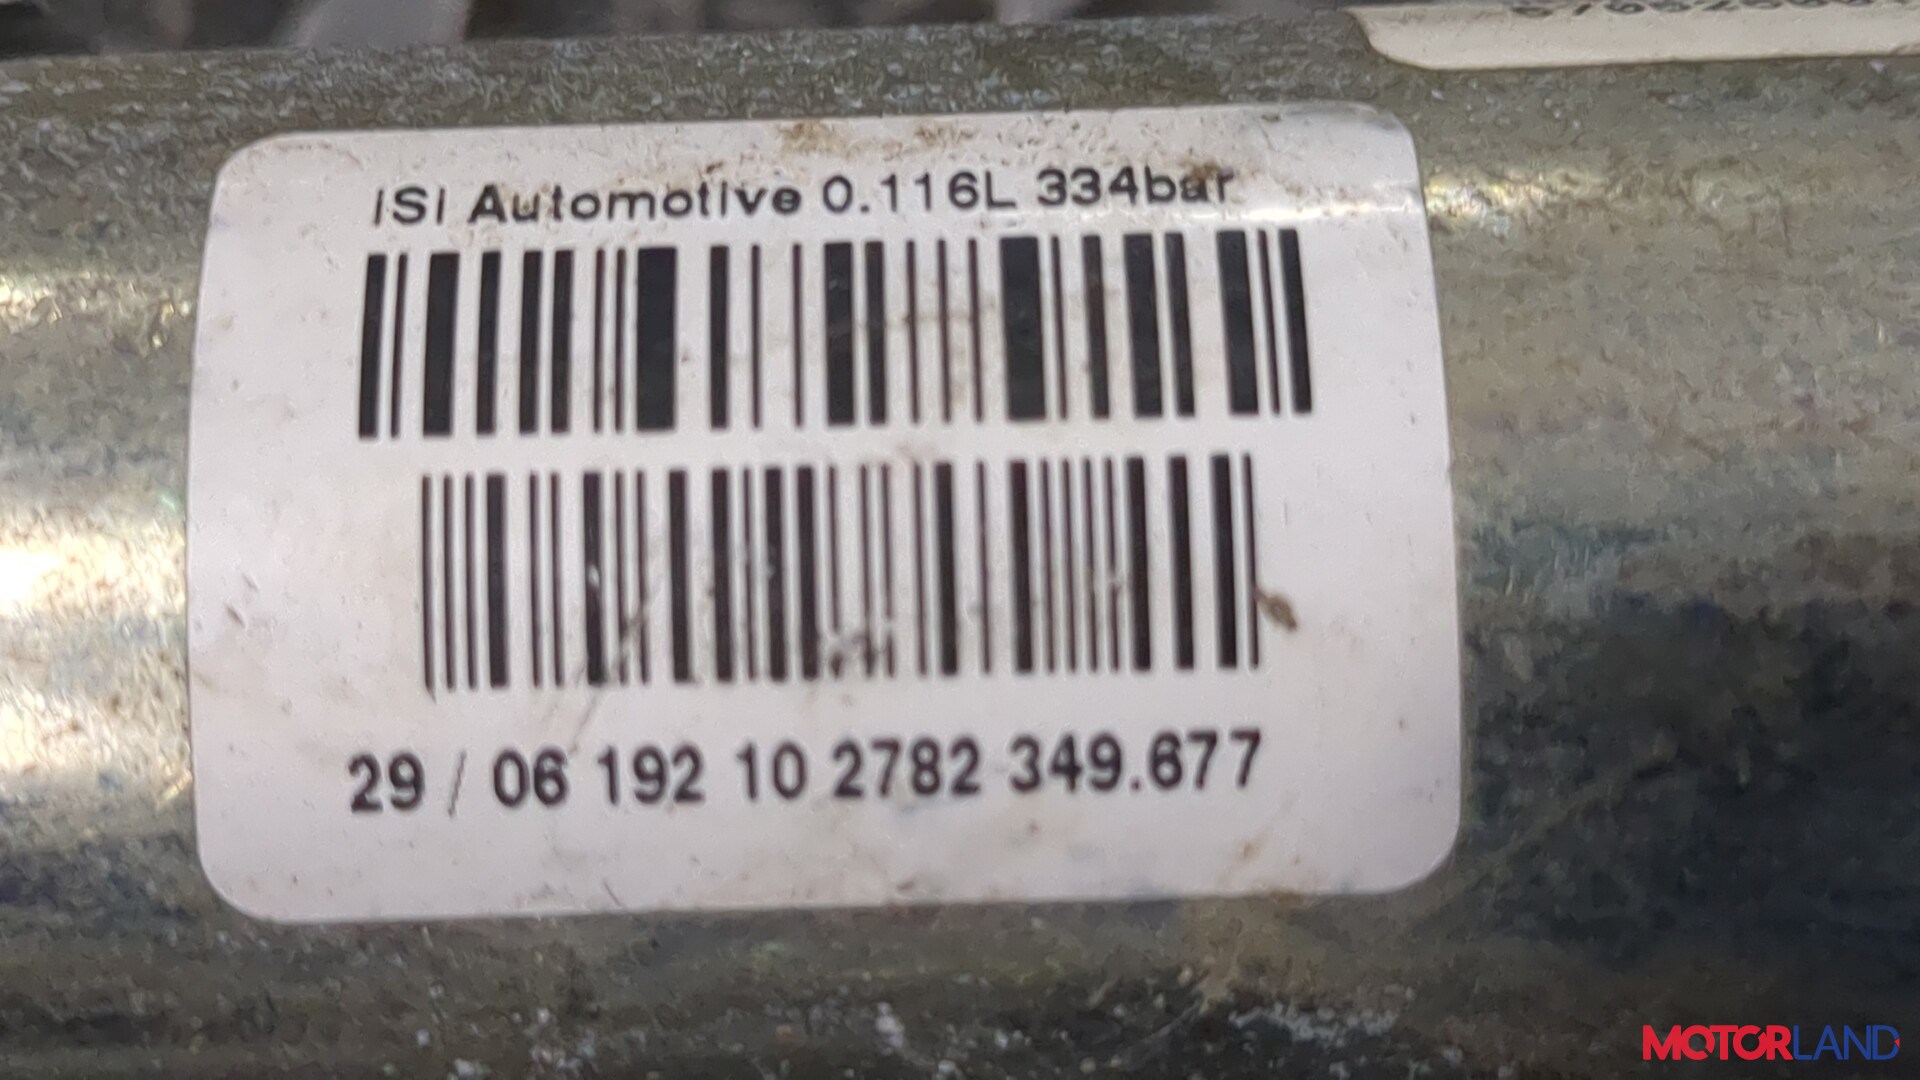 iSi Automotive 0.116L 334bar
29 / 06 192 10 2782 349.677
MOTORLAND